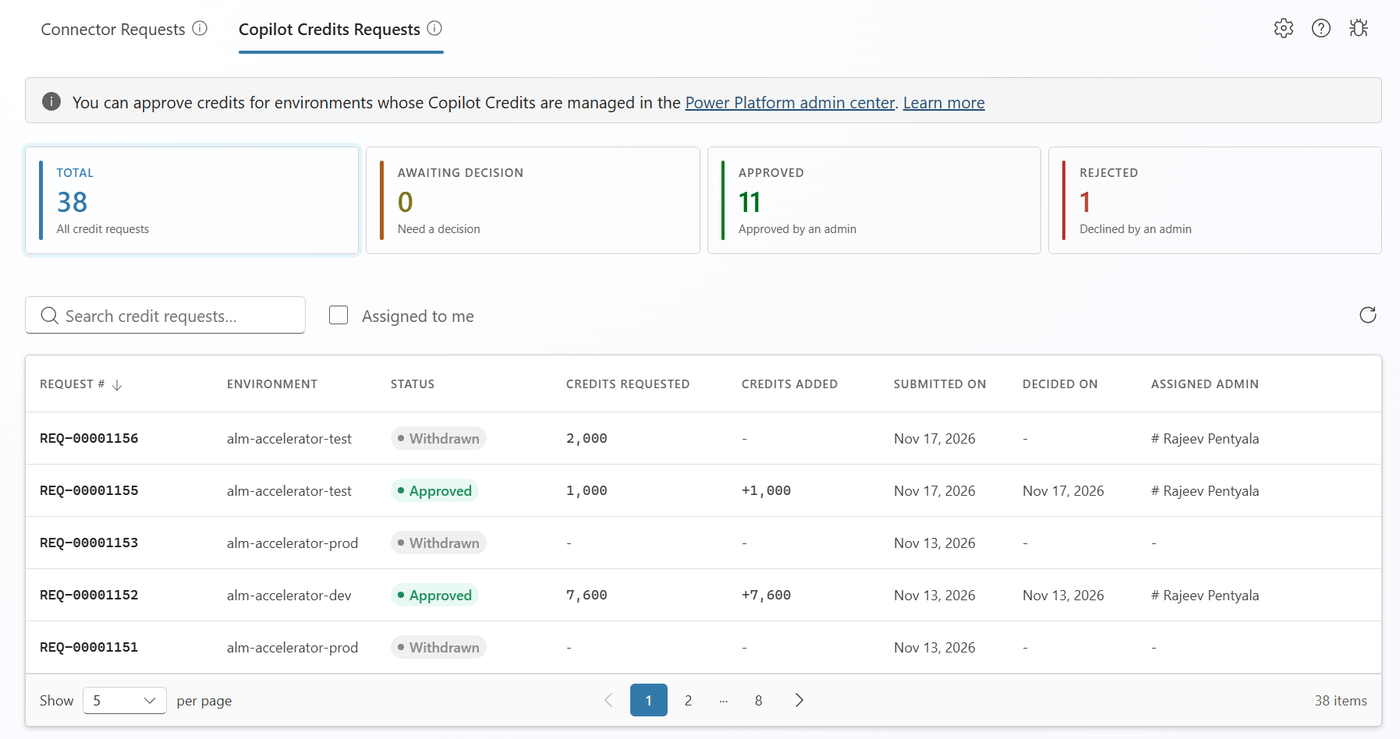 Connector Requests
Copilot Credits Requests
You can approve credits for environments whose Copilot Credits are managed in the Power Platform admin center. Learn more
TOTAL
38
All credit requests
AWAITING DECISION
0
Need a decision
APPROVED
11
Approved by an admin
REJECTED
1
Declined by an admin
Search credit requests...
Assigned to me
REQUEST # ENVIRONMENT STATUS CREDITS REQUESTED CREDITS ADDED SUBMITTED ON DECIDED ON ASSIGNED ADMIN
REQ-00001156 alm-accelerator-test Withdrawn 2,000 - Nov 17, 2026 - # Rajeev Pentyala
REQ-00001155 alm-accelerator-test Approved 1,000 +1,000 Nov 17, 2026 Nov 17, 2026 # Rajeev Pentyala
REQ-00001153 alm-accelerator-prod Withdrawn - - Nov 13, 2026 - -
REQ-00001152 alm-accelerator-dev Approved 7,600 +7,600 Nov 13, 2026 Nov 13, 2026 # Rajeev Pentyala
REQ-00001151 alm-accelerator-prod Withdrawn - - Nov 13, 2026 - -
Show 5 per page 1 2 ... 8 38 items